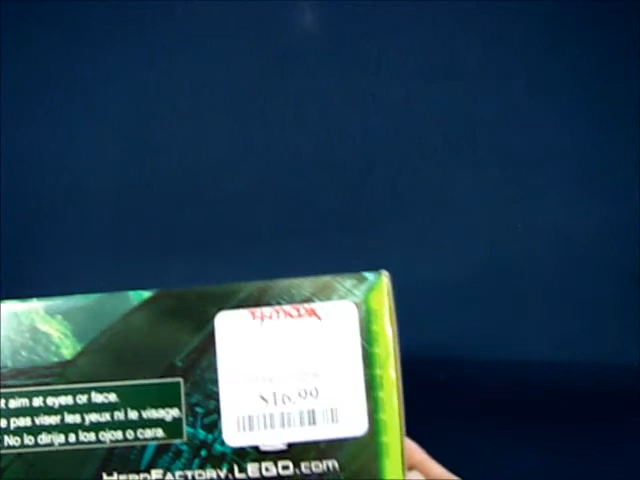 $16.99
t aim at eyes or face.
e pas viser les yeux ni le visage.
No lo dirija a los ojos o cara.
HEROFACTORY.LEGO.COM